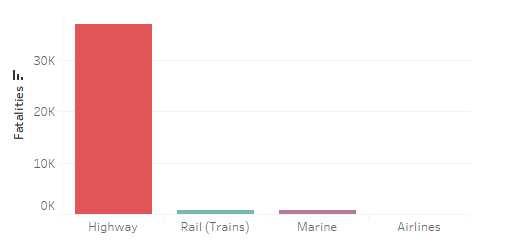 Fatalities
30K
20K
10K
0K
Highway
Rail (Trains)
Marine
Airlines